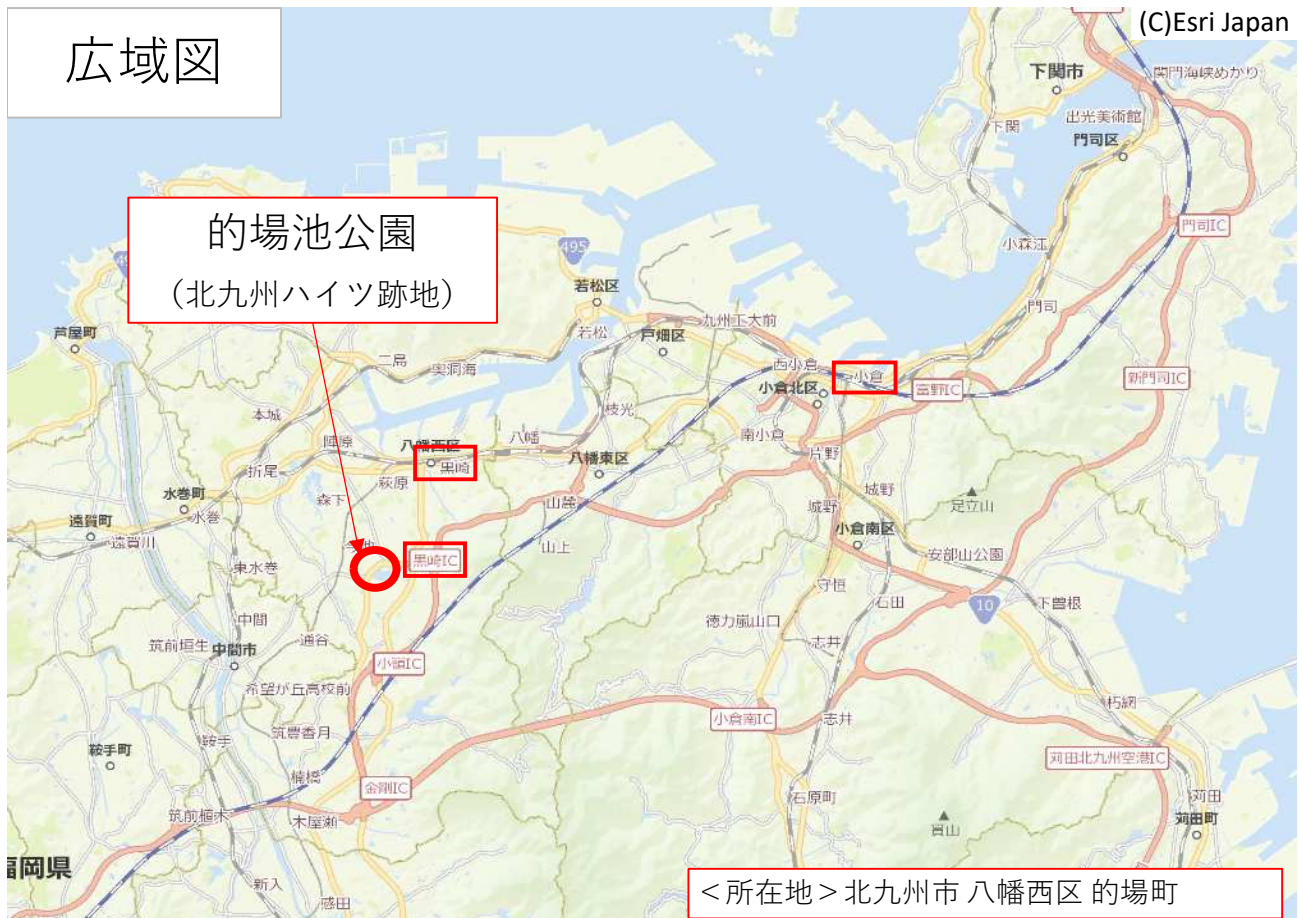 (C)Esri Japan
広域図
下関市
関門海峡めかり
出光美術館
下関
門司区
門司IC
的場池公園
(北九州ハイツ跡地)
495
小森江
若松区
門司
九州工大前
芦屋町
若松
戸畑区
二島
奥洞海
西小倉
小倉
新門司IC
小倉北区
富野IC
本城
枝光
陣原
八幡西区
八幡
南小倉
黒崎
折尾
八幡東区
片野
萩原
水巻町
森下
山麓
城野
城野
足立山
遠賀町
水巻
小倉南区
遠賀川
山上
安部山公園
黒崎IC
東水巻
守恒
10
下曽根
石田
中間
徳力嵐山口
筑前垣生
通谷
志井
中間市
小嶺IC
希望が丘高校前
朽網
小倉南IC
志井
筑豊香月
鞍手
鞍手町
苅田北九州空港IC
楠橋
金剛IC
石原町
苅田
筑前植木
木屋瀬
貫山
苅田町
福岡県
新入
感田
<所在地>北九州市 八幡西区 的場町